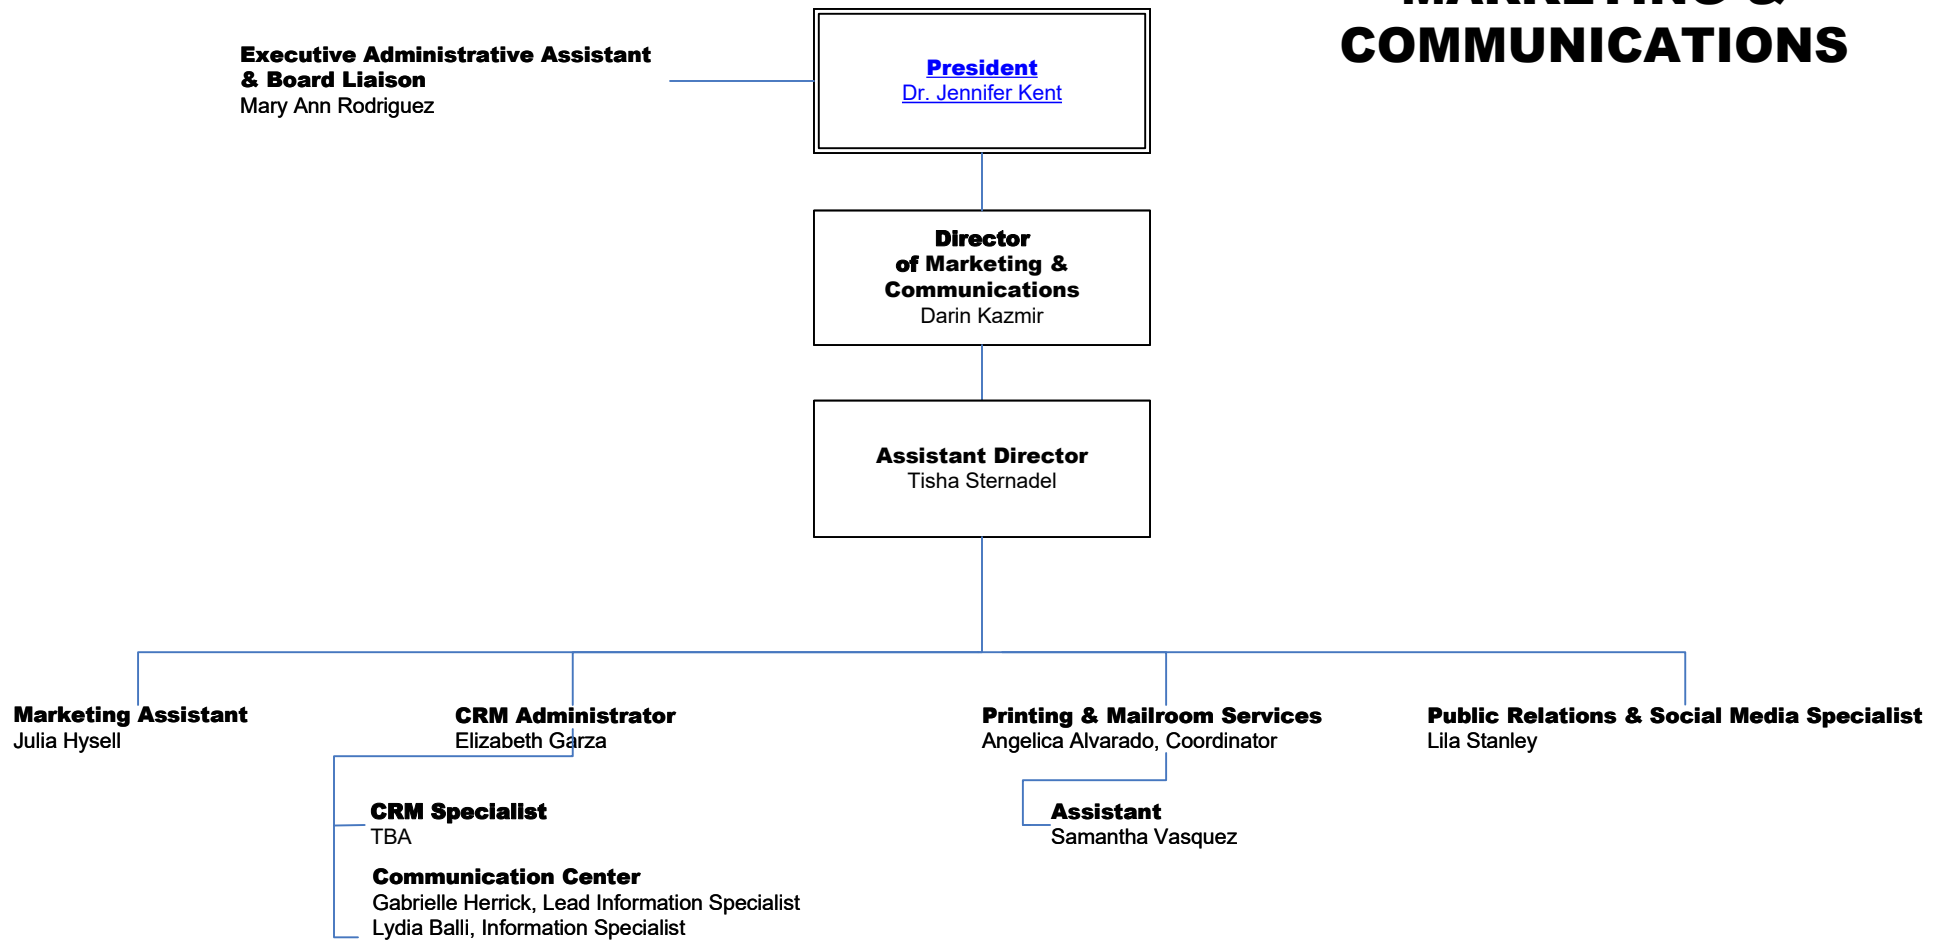 MARKETING &
COMMUNICATIONS
Executive Administrative Assistant
& Board Liaison
Mary Ann Rodriguez
President
Dr. Jennifer Kent
Director
of Marketing &
Communications
Darin Kazmir
Assistant Director
Tisha Sternadel
Marketing Assistant
Julia Hysell
CRM Administrator
Elizabeth Garza
CRM Specialist
TBA
Communication Center
Gabrielle Herrick, Lead Information Specialist
Lydia Balli, Information Specialist
Printing & Mailroom Services
Angelica Alvarado, Coordinator
Assistant
Samantha Vasquez
Public Relations & Social Media Specialist
Lila Stanley